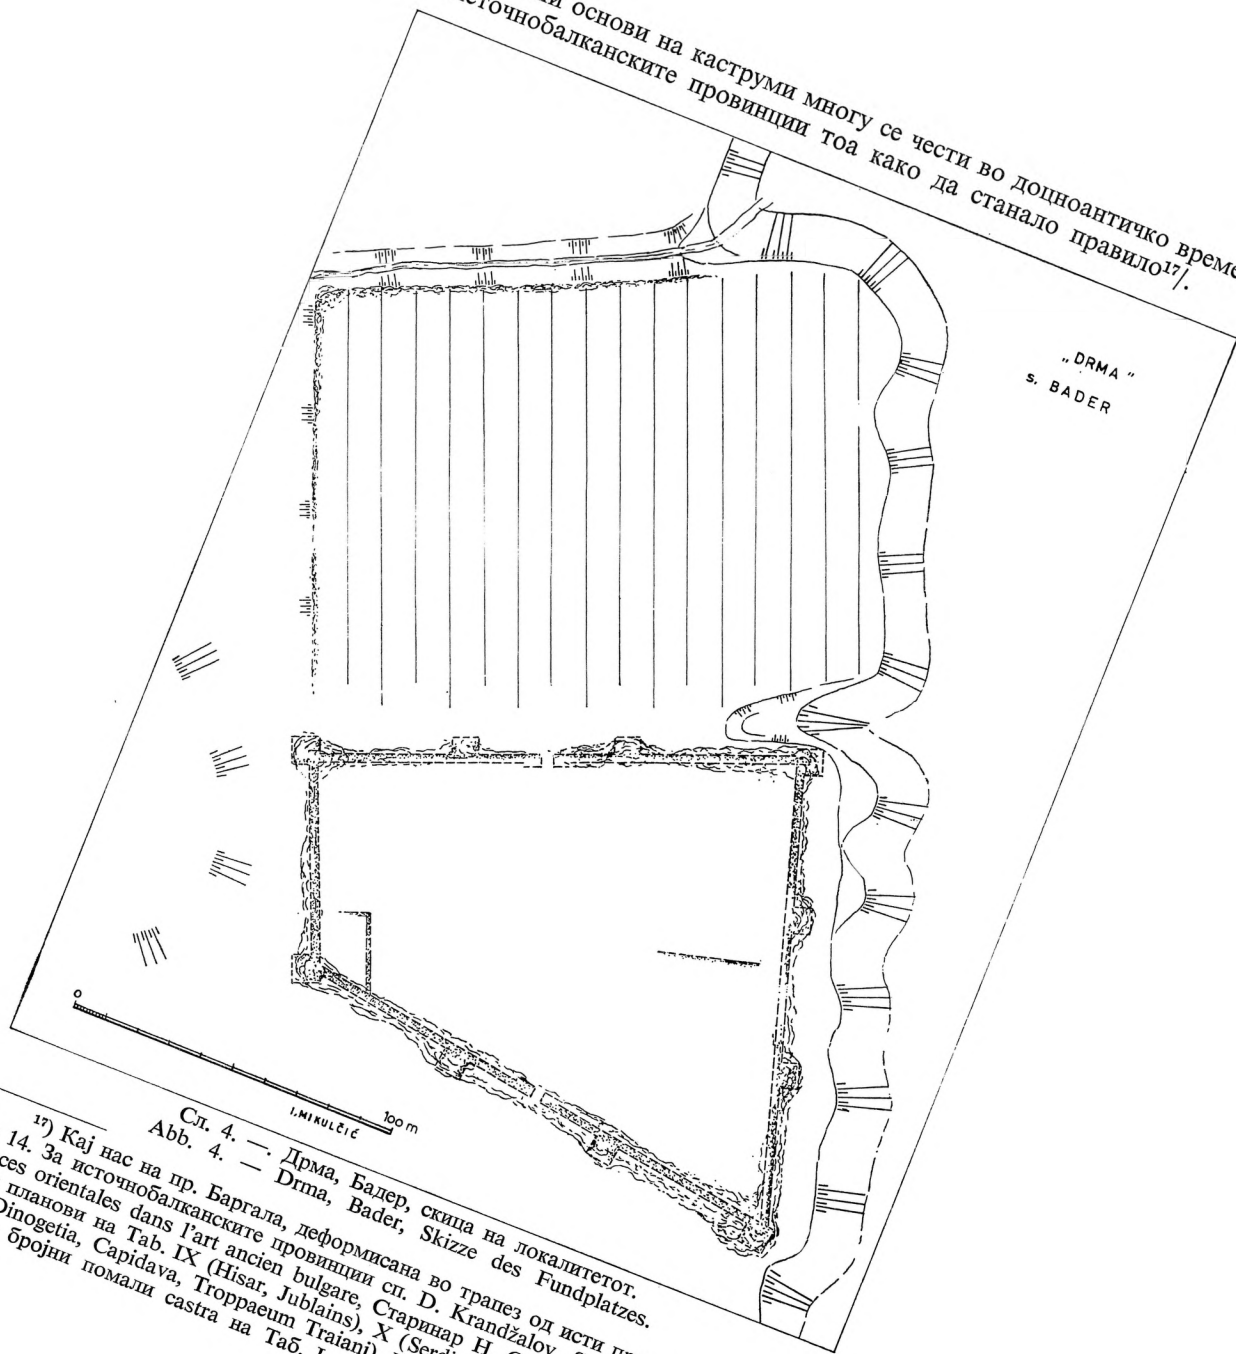 основи на каструми многу се чести во доцноантичко време
источнобалканските провинции тоа како да станало правило¹⁷/.
„DRMA"
s. BADER
0
100 m
I. MIKULČIĆ
Сл. 4. —. Дрма, Бадер, скица на локалитетот.
Abb. 4. — Drma, Bader, Skizze des Fundplatzes.
¹⁷) Кај нас на пр. Баргала, деформисана во трапез од исти
14. За источнобалканските провинции сп. D. Krandžalov,
orientales dans l'art ancien bulgare, Старинар Н.
планови на Tab. IX (Hisar, Jublains), X
Dinogetia, Capidava, Troppaeum Traiani)
бројни помали castra на Таб.